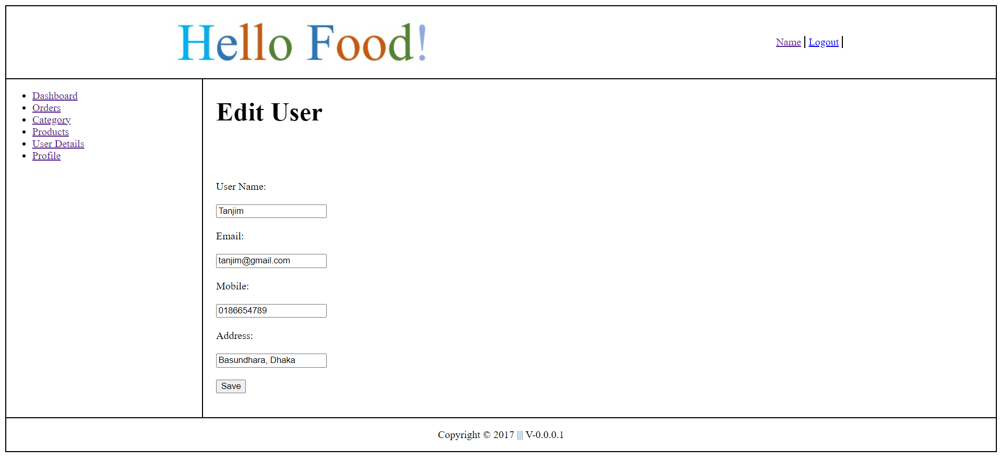 Hello Food!
Name | Logout |
Dashboard
Orders
Category
Products
User Details
Profile
Edit User
User Name:
Tanjim
Email:
tanjim@gmail.com
Mobile:
0186654789
Address:
Basundhara, Dhaka
Save
Copyright © 2017 ||| V-0.0.0.1